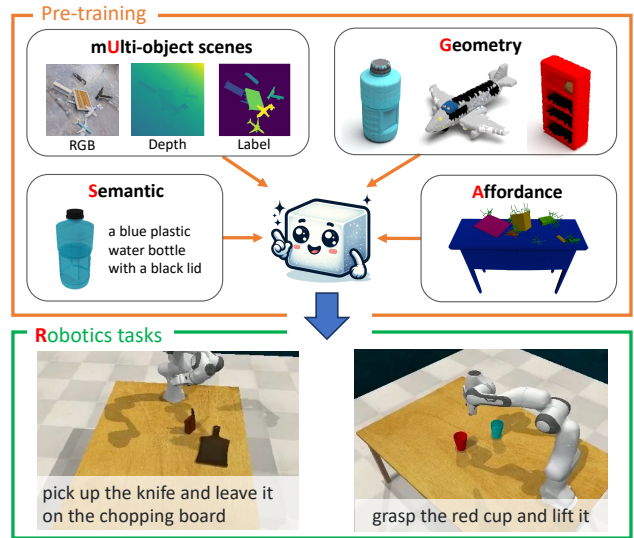 Pre-training
mUlti-object scenes
RGB
Depth
Label
Geometry
Semantic
a blue plastic
water bottle
with a black lid
Affordance
Robotics tasks
pick up the knife and leave it
on the chopping board
grasp the red cup and lift it